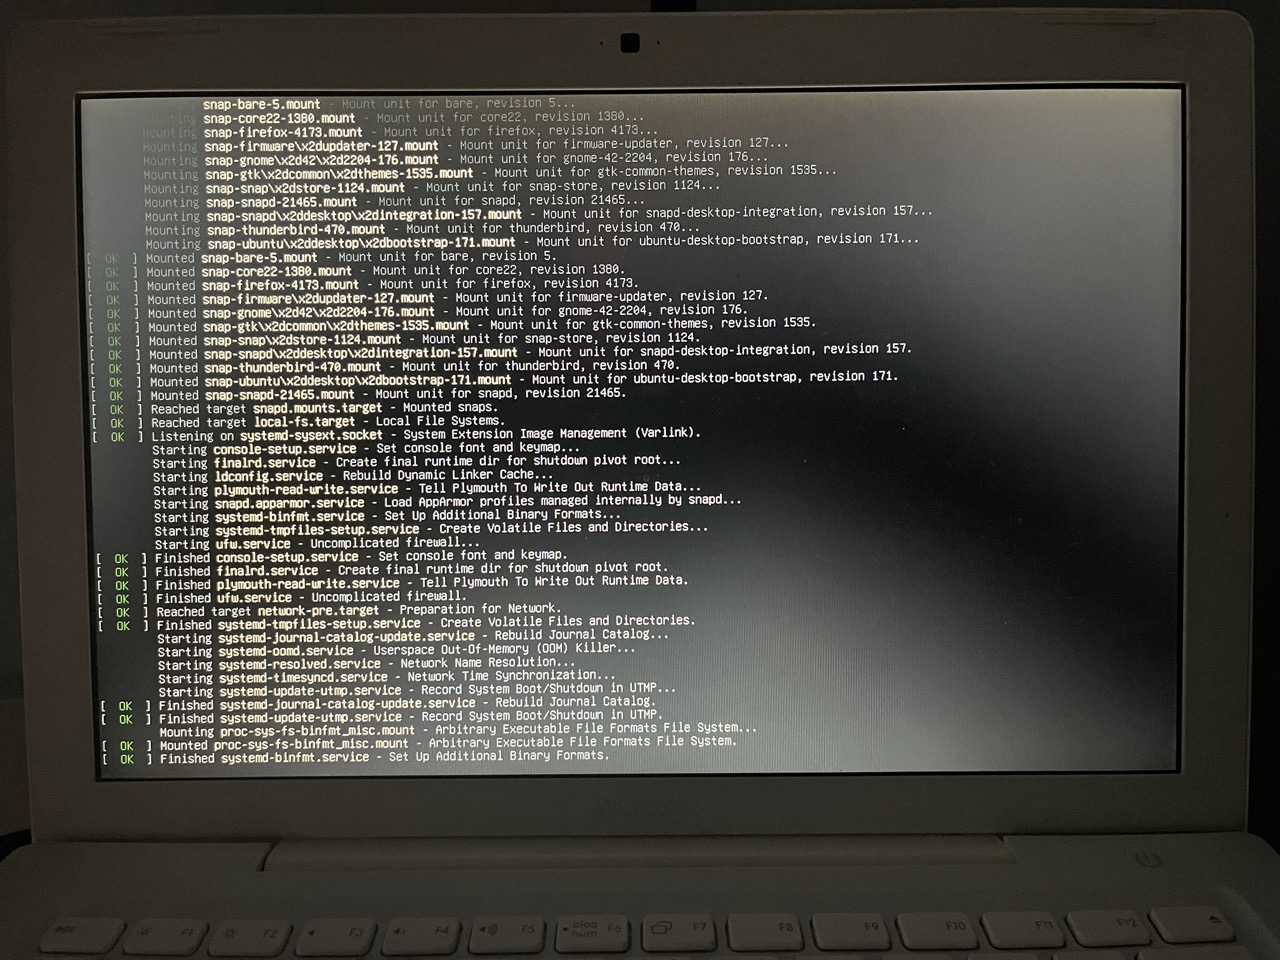 snap-bare-5.mount - Mount unit for bare, revision 5...
Mounting snap-core22-1380.mount - Mount unit for core22, revision 1380...
Mounting snap-firefox-4173.mount - Mount unit for firefox, revision 4173...
Mounting snap-firmware\x2dupdater-127.mount - Mount unit for firmware-updater, revision 127...
Mounting snap-gnome\x2d42\x2d2204-176.mount - Mount unit for gnome-42-2204, revision 176...
Mounting snap-gtk\x2dcommon\x2dthemes-1535.mount - Mount unit for gtk-common-themes, revision 1535...
Mounting snap-snap\x2dstore-1124.mount - Mount unit for snap-store, revision 1124...
Mounting snap-snapd-21465.mount - Mount unit for snapd, revision 21465...
Mounting snap-snapd\x2ddesktop\x2dintegration-157.mount - Mount unit for snapd-desktop-integration, revision 157...
Mounting snap-thunderbird-470.mount - Mount unit for thunderbird, revision 470...
Mounting snap-ubuntu\x2ddesktop\x2dbootstrap-171.mount - Mount unit for ubuntu-desktop-bootstrap, revision 171...
[ OK ] Mounted snap-bare-5.mount - Mount unit for bare, revision 5.
[ OK ] Mounted snap-core22-1380.mount - Mount unit for core22, revision 1380.
[ OK ] Mounted snap-firefox-4173.mount - Mount unit for firefox, revision 4173.
[ OK ] Mounted snap-firmware\x2dupdater-127.mount - Mount unit for firmware-updater, revision 127.
[ OK ] Mounted snap-gnome\x2d42\x2d2204-176.mount - Mount unit for gnome-42-2204, revision 176.
[ OK ] Mounted snap-gtk\x2dcommon\x2dthemes-1535.mount - Mount unit for gtk-common-themes, revision 1535.
[ OK ] Mounted snap-snap\x2dstore-1124.mount - Mount unit for snap-store, revision 1124.
[ OK ] Mounted snap-snapd\x2ddesktop\x2dintegration-157.mount - Mount unit for snapd-desktop-integration, revision 157.
[ OK ] Mounted snap-thunderbird-470.mount - Mount unit for thunderbird, revision 470.
[ OK ] Mounted snap-ubuntu\x2ddesktop\x2dbootstrap-171.mount - Mount unit for ubuntu-desktop-bootstrap, revision 171.
[ OK ] Mounted snap-snapd-21465.mount - Mount unit for snapd, revision 21465.
[ OK ] Reached target snapd.mounts.target - Mounted snaps.
[ OK ] Reached target local-fs.target - Local File Systems.
[ OK ] Listening on systemd-sysext.socket - System Extension Image Management (Varlink).
Starting console-setup.service - Set console font and keymap...
Starting finalrd.service - Create final runtime dir for shutdown pivot root...
Starting ldconfig.service - Rebuild Dynamic Linker Cache...
Starting plymouth-read-write.service - Tell Plymouth To Write Out Runtime Data...
Starting snapd.apparmor.service - Load AppArmor profiles managed internally by snapd...
Starting systemd-binfmt.service - Set Up Additional Binary Formats...
Starting systemd-tmpfiles-setup.service - Create Volatile Files and Directories...
Starting ufw.service - Uncomplicated firewall...
[ OK ] Finished console-setup.service - Set console font and keymap.
[ OK ] Finished finalrd.service - Create final runtime dir for shutdown pivot root.
[ OK ] Finished plymouth-read-write.service - Tell Plymouth To Write Out Runtime Data.
[ OK ] Finished ufw.service - Uncomplicated firewall.
[ OK ] Reached target network-pre.target - Preparation for Network.
[ OK ] Finished systemd-tmpfiles-setup.service - Create Volatile Files and Directories.
Starting systemd-journal-catalog-update.service - Rebuild Journal Catalog...
Starting systemd-oomd.service - Userspace Out-Of-Memory (OOM) Killer...
Starting systemd-resolved.service - Network Name Resolution...
Starting systemd-timesyncd.service - Network Time Synchronization...
Starting systemd-update-utmp.service - Record System Boot/Shutdown in UTMP...
[ OK ] Finished systemd-journal-catalog-update.service - Rebuild Journal Catalog.
[ OK ] Finished systemd-update-utmp.service - Record System Boot/Shutdown in UTMP.
Mounting proc-sys-fs-binfmt_misc.mount - Arbitrary Executable File Formats File System...
[ OK ] Mounted proc-sys-fs-binfmt_misc.mount - Arbitrary Executable File Formats File System.
[ OK ] Finished systemd-binfmt.service - Set Up Additional Binary Formats.
esc F1 F2 F3 F4 F5 num F6 F7 F8 F9 F10 F11 F12